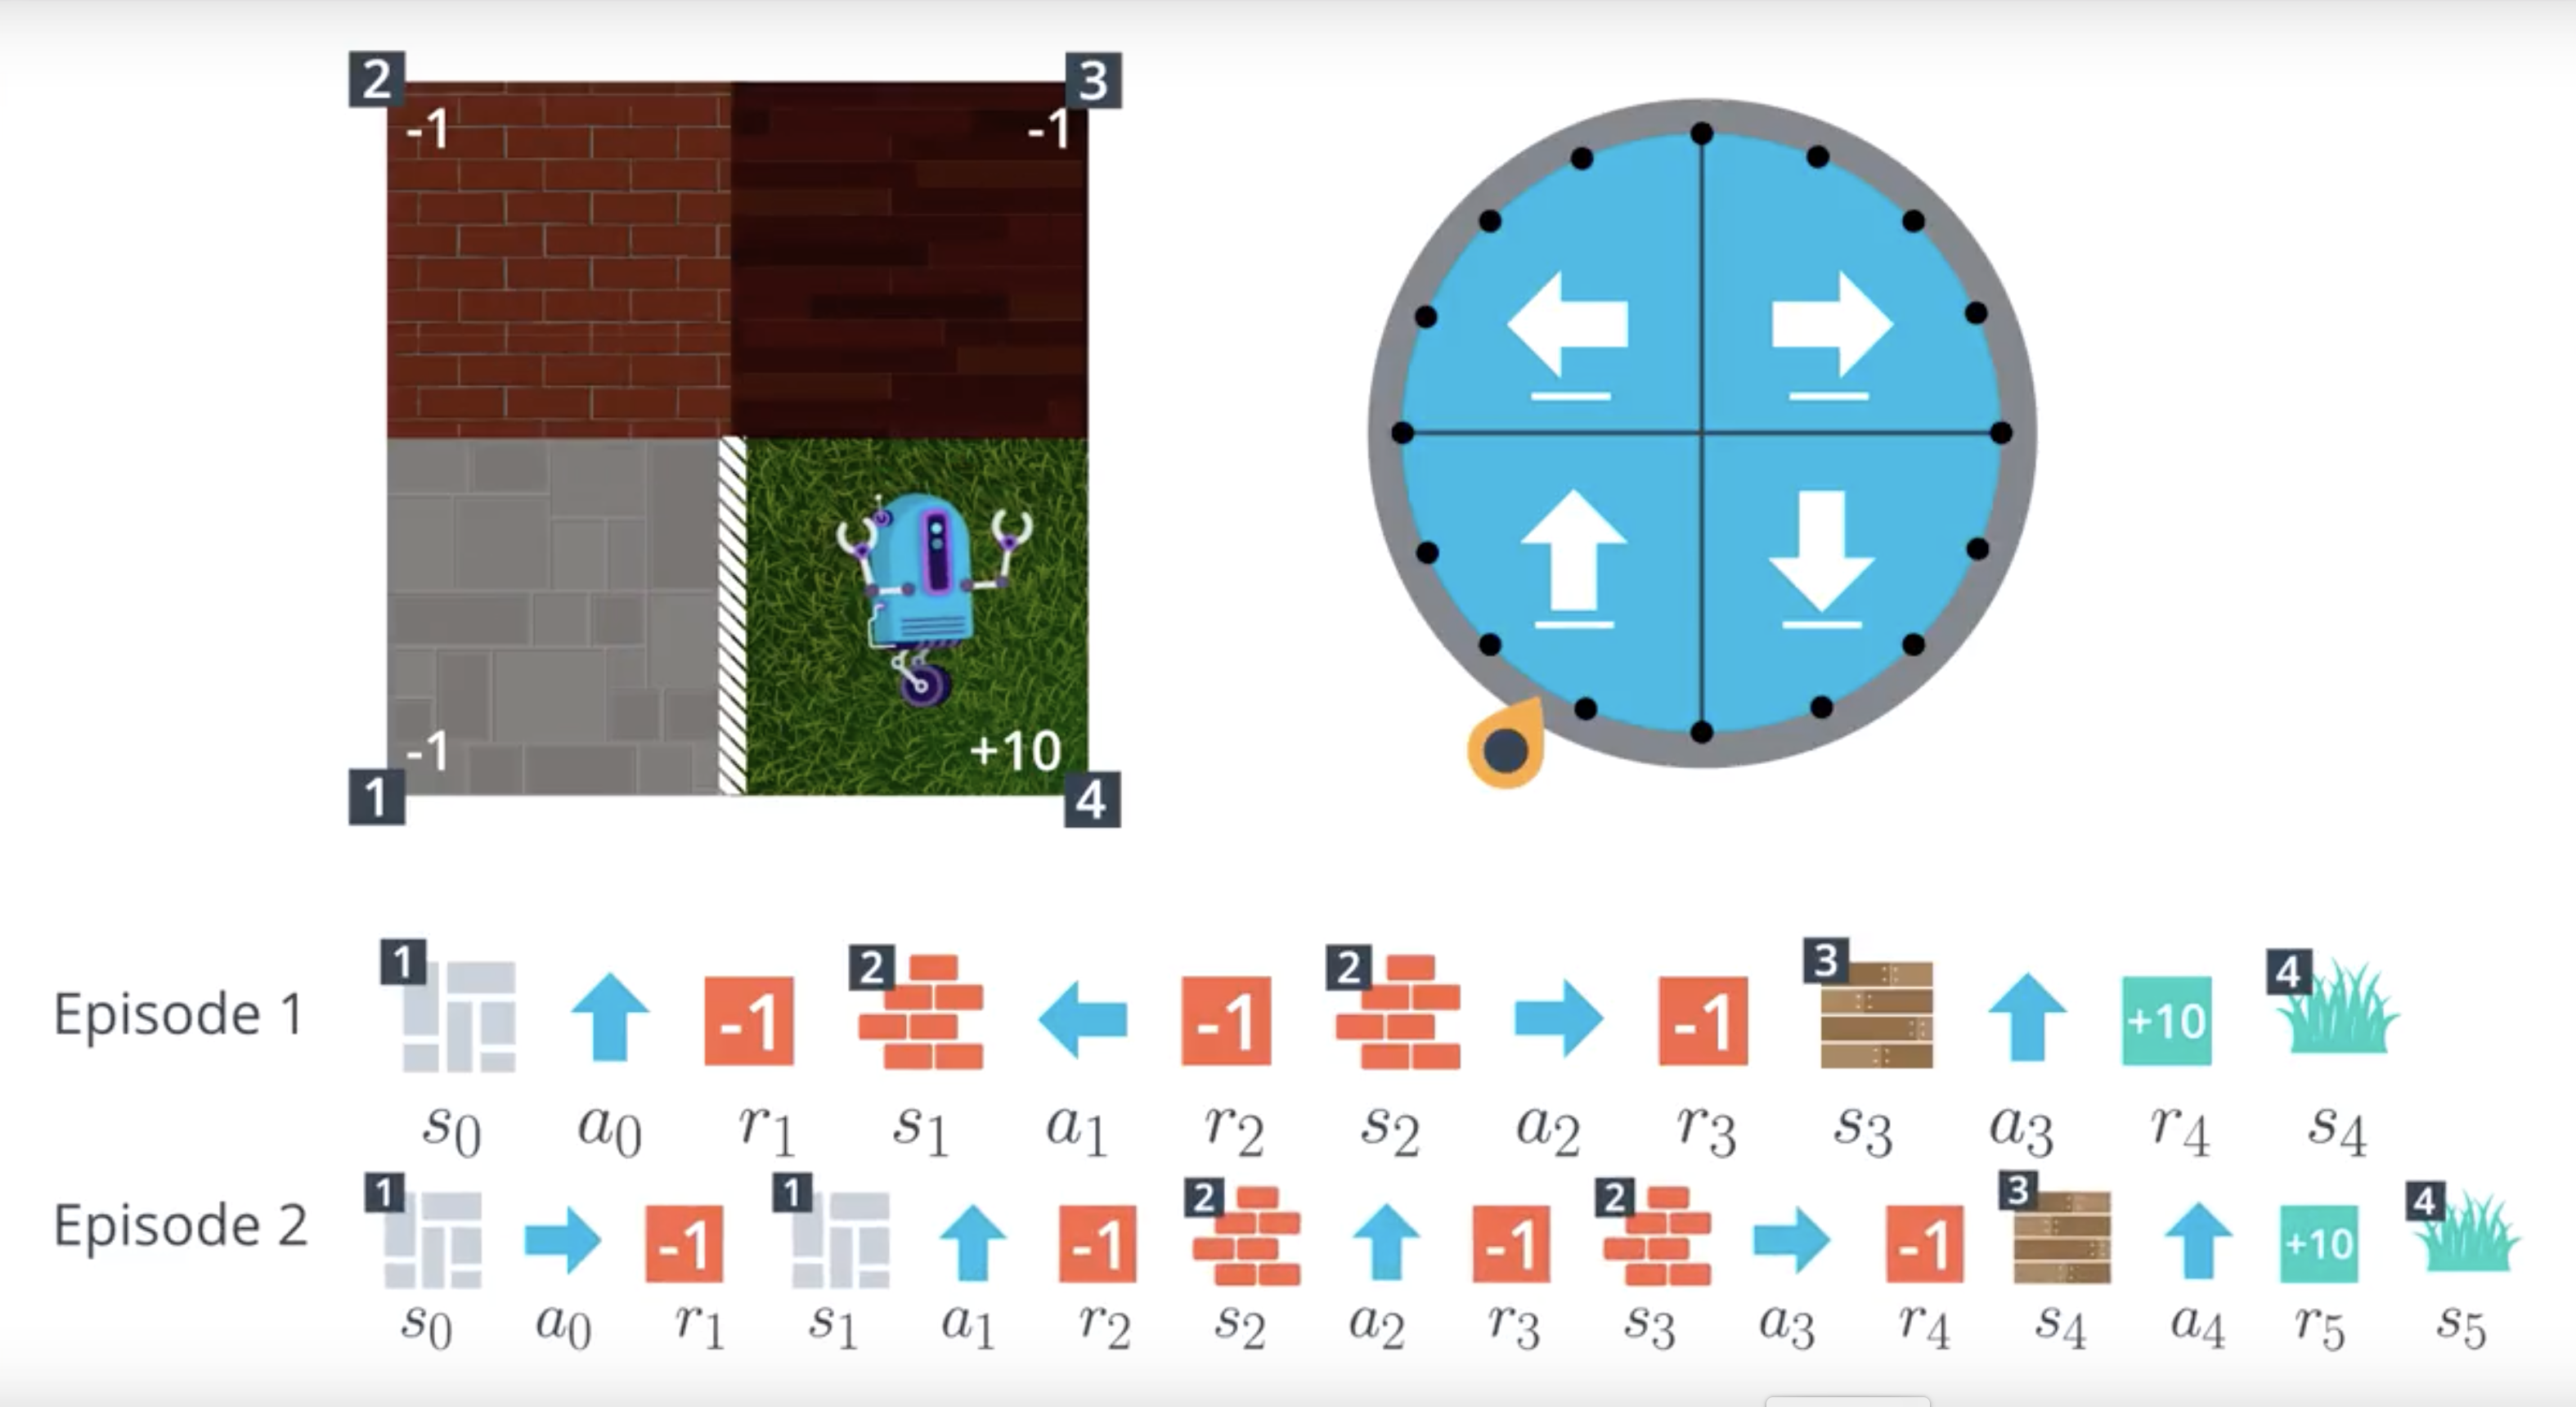 2 3
-1 -1
-1 +10
1 4
1 2 2 3 4
Episode 1 -1 -1 -1 +10
s0 a0 r1 s1 a1 r2 s2 a2 r3 s3 a3 r4 s4
1 1 2 2 3 4
Episode 2 -1 -1 -1 -1 +10
s0 a0 r1 s1 a1 r2 s2 a2 r3 s3 a3 r4 s4 a4 r5 s5